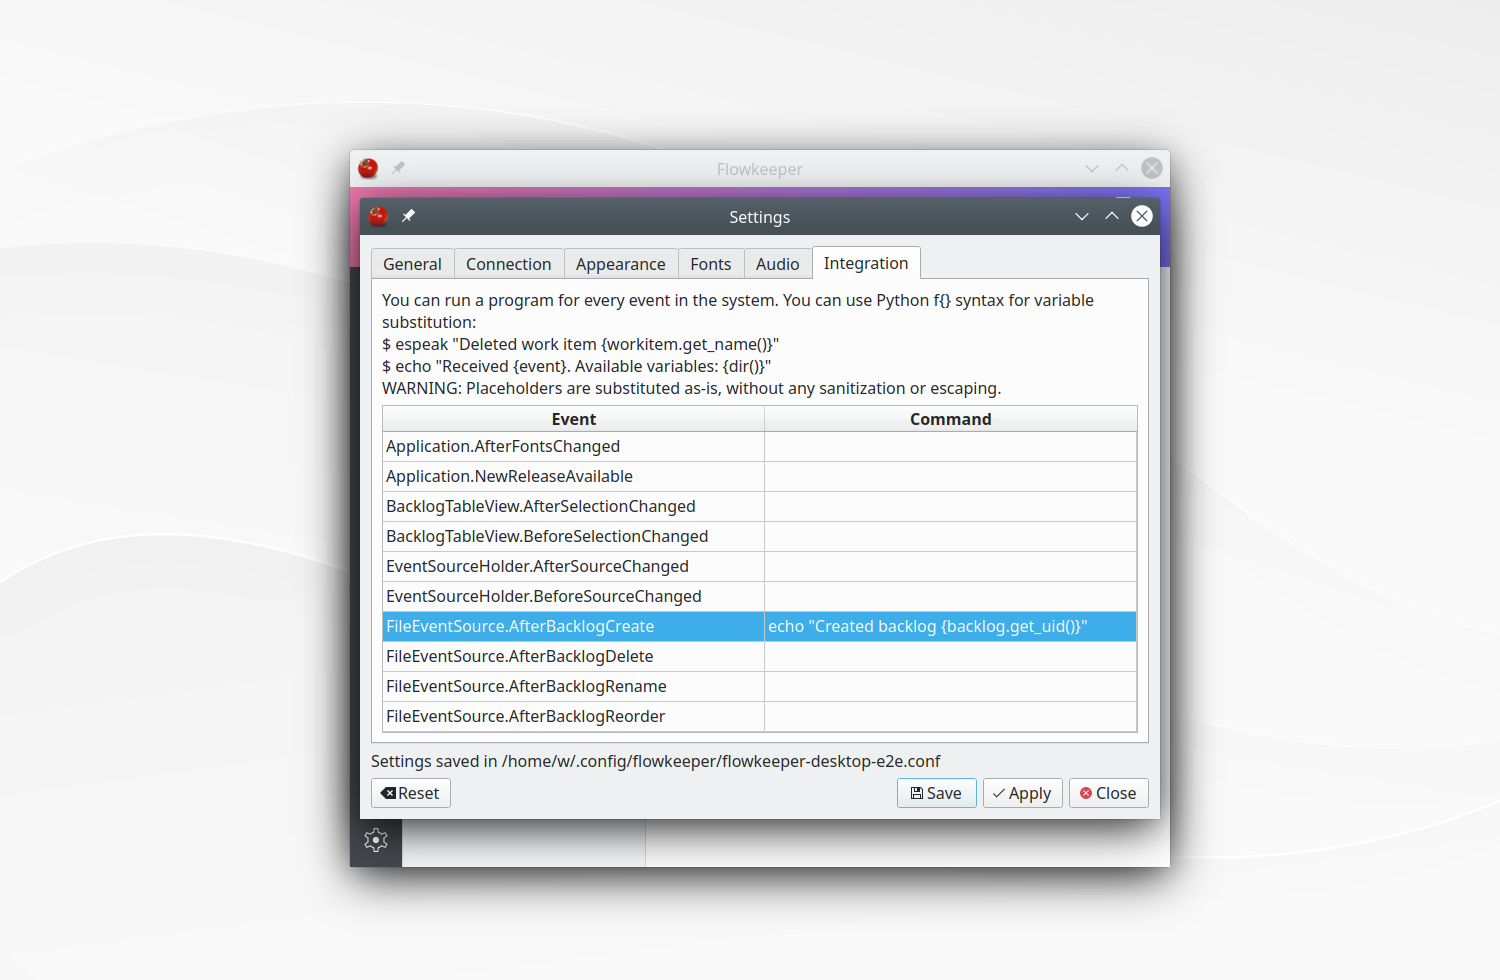 Flowkeeper
Settings
General
Connection
Appearance
Fonts
Audio
Integration
You can run a program for every event in the system. You can use Python f{} syntax for variable
substitution:
$ espeak "Deleted work item {workitem.get_name()}"
$ echo "Received {event}. Available variables: {dir()}"
WARNING: Placeholders are substituted as-is, without any sanitization or escaping.
Event Command
Application.AfterFontsChanged
Application.NewReleaseAvailable
BacklogTableView.AfterSelectionChanged
BacklogTableView.BeforeSelectionChanged
EventSourceHolder.AfterSourceChanged
EventSourceHolder.BeforeSourceChanged
FileEventSource.AfterBacklogCreate echo "Created backlog {backlog.get_uid()}"
FileEventSource.AfterBacklogDelete
FileEventSource.AfterBacklogRename
FileEventSource.AfterBacklogReorder
Settings saved in /home/w/.config/flowkeeper/flowkeeper-desktop-e2e.conf
Reset
Save
Apply
Close